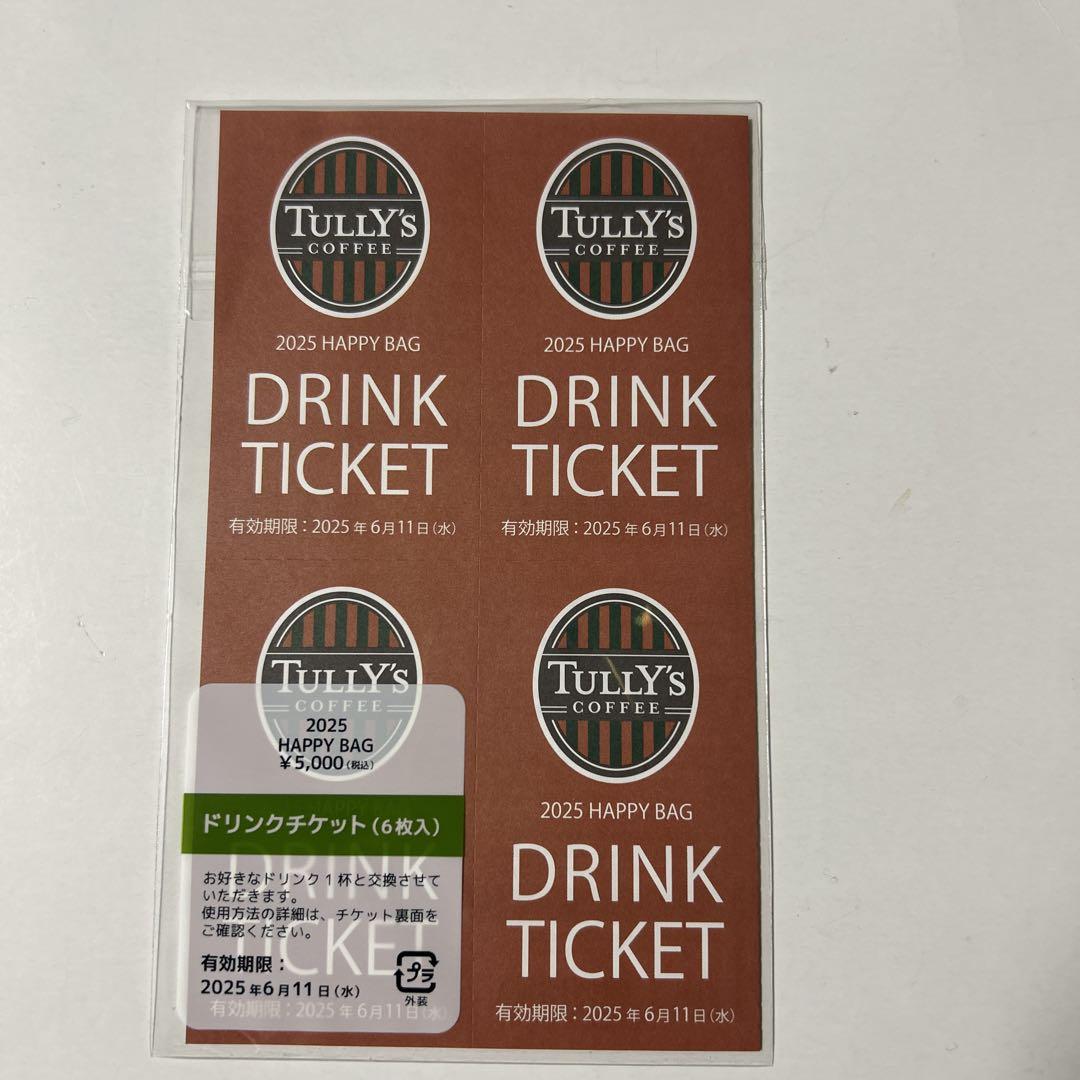 TULLY'S
COFFEE
2025 HAPPY BAG
DRINK
TICKET
有効期限：2025年6月11日(水)
TULLY'S
COFFEE
2025 HAPPY BAG
DRINK
TICKET
有効期限：2025年6月11日(水)
TULLY'S
COFFEE
2025
HAPPY BAG
¥5,000(税込)
ドリンクチケット(6枚入)
お好きなドリンク1杯と交換させて
いただきます。
使用方法の詳細は、チケット裏面を
ご確認ください。
有効期限：
2025年6月11日(水)
プラ
外装
DRINK
TICKET
有効期限：2025年6月11日(水)
TULLY'S
COFFEE
2025 HAPPY BAG
DRINK
TICKET
有効期限：2025年6月11日(水)